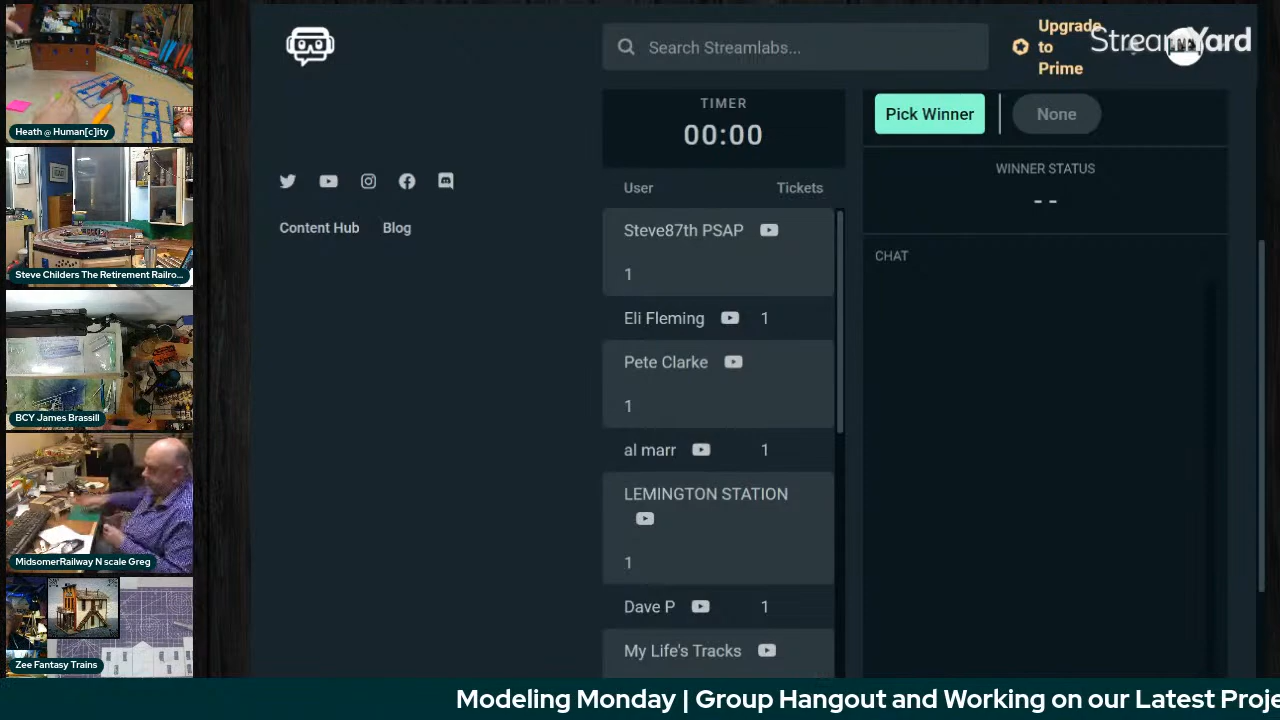 Heath @ Human[c]ity
Steve Childers The Retirement Railro...
BCY James Brassill
MidsomerRailway N scale Greg
Zee Fantasy Trains
Search Streamlabs...
Upgrade
to
Prime
StreamYard
Content Hub Blog
TIMER
00:00
User Tickets
Steve87th PSAP
1
Eli Fleming 1
Pete Clarke
1
al marr 1
LEMINGTON STATION
1
Dave P 1
My Life's Tracks
Pick Winner None
WINNER STATUS
--
CHAT
Modeling Monday | Group Hangout and Working on our Latest Proje